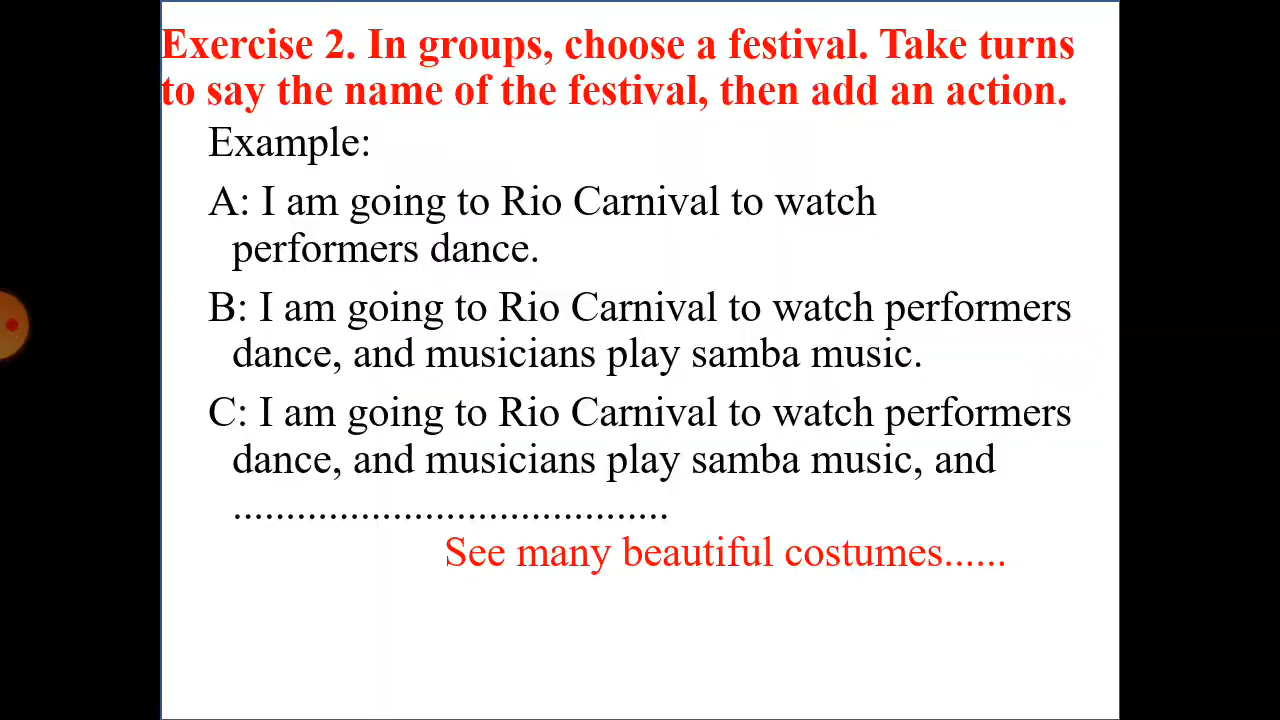 Exercise 2. In groups, choose a festival. Take turns
to say the name of the festival, then add an action.
Example:
A: I am going to Rio Carnival to watch
performers dance.
B: I am going to Rio Carnival to watch performers
dance, and musicians play samba music.
C: I am going to Rio Carnival to watch performers
dance, and musicians play samba music, and
.........................................
See many beautiful costumes......